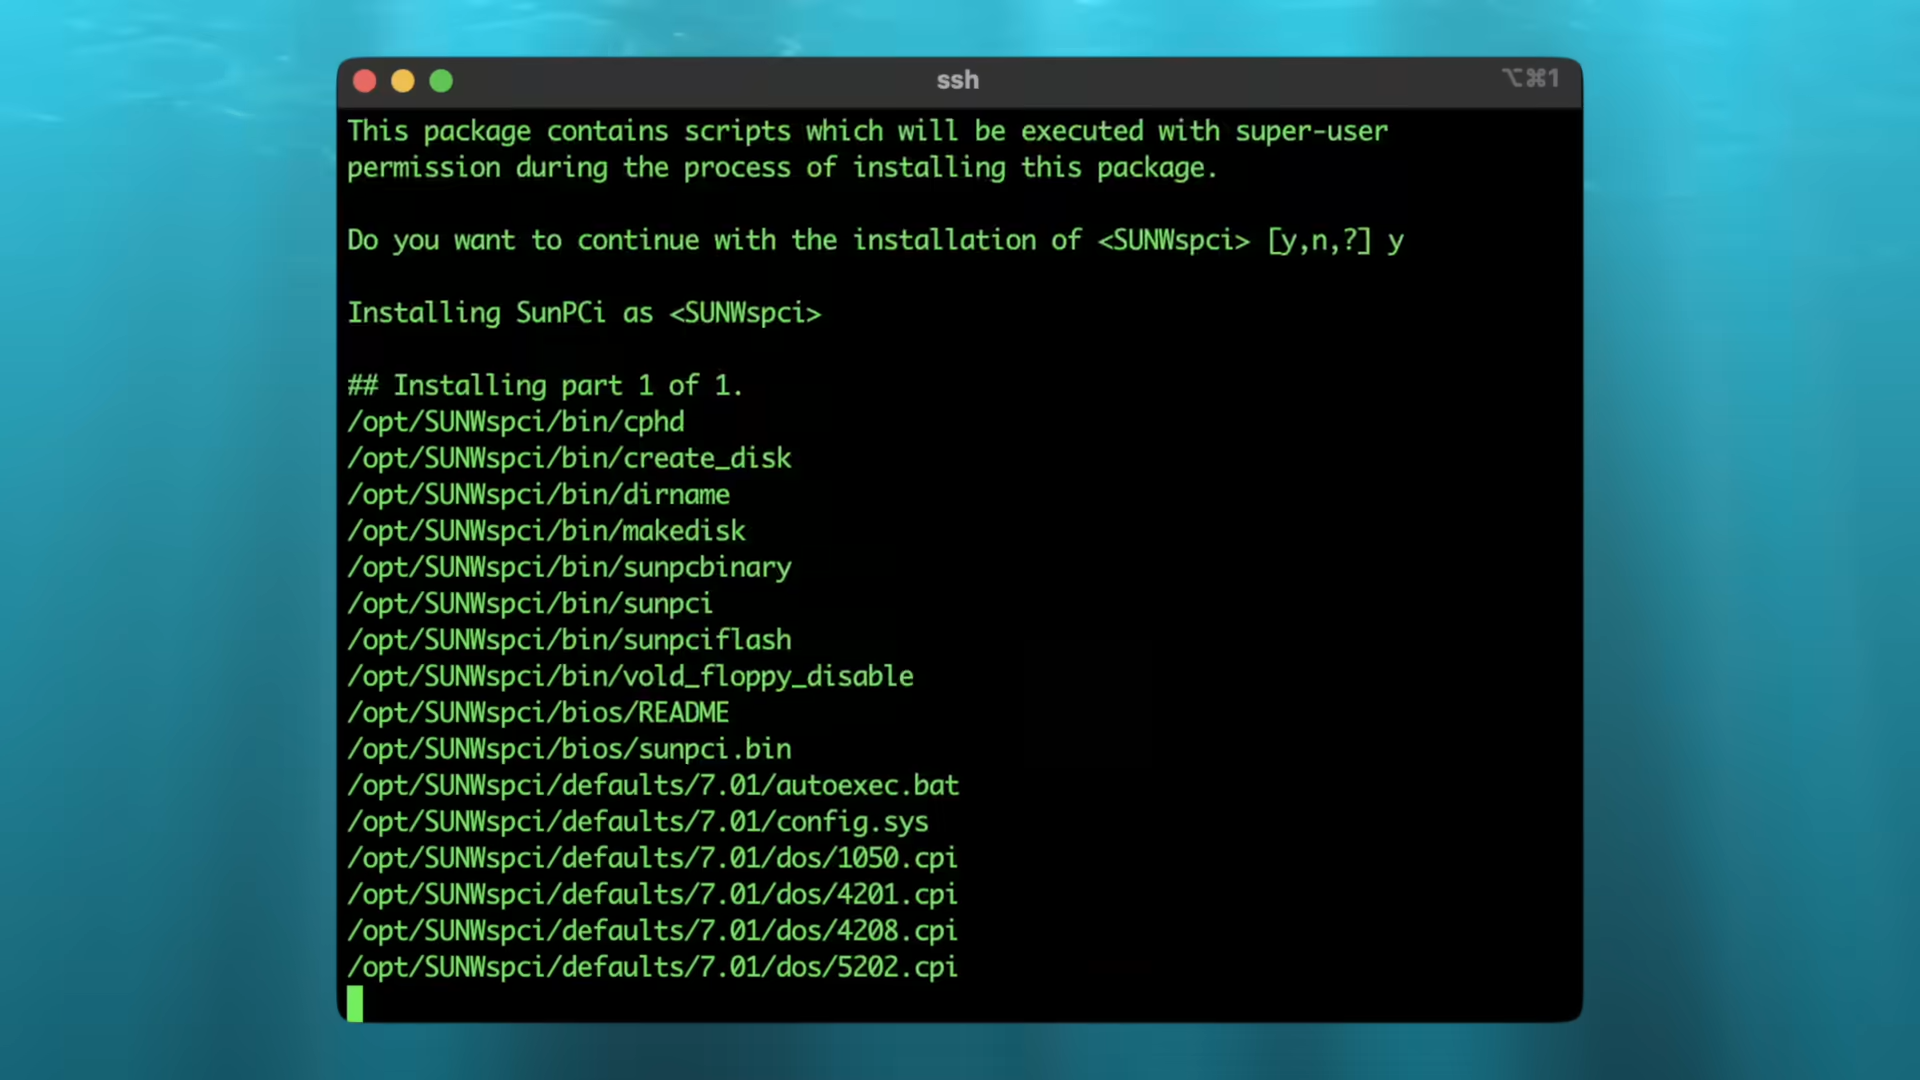 ssh
⌥⌘1
This package contains scripts which will be executed with super-user
permission during the process of installing this package.
Do you want to continue with the installation of <SUNWspci> [y,n,?] y
Installing SunPCi as <SUNWspci>
## Installing part 1 of 1.
/opt/SUNWspci/bin/cphd
/opt/SUNWspci/bin/create_disk
/opt/SUNWspci/bin/dirname
/opt/SUNWspci/bin/makedisk
/opt/SUNWspci/bin/sunpcbinary
/opt/SUNWspci/bin/sunpci
/opt/SUNWspci/bin/sunpciflash
/opt/SUNWspci/bin/vold_floppy_disable
/opt/SUNWspci/bios/README
/opt/SUNWspci/bios/sunpci.bin
/opt/SUNWspci/defaults/7.01/autoexec.bat
/opt/SUNWspci/defaults/7.01/config.sys
/opt/SUNWspci/defaults/7.01/dos/1050.cpi
/opt/SUNWspci/defaults/7.01/dos/4201.cpi
/opt/SUNWspci/defaults/7.01/dos/4208.cpi
/opt/SUNWspci/defaults/7.01/dos/5202.cpi